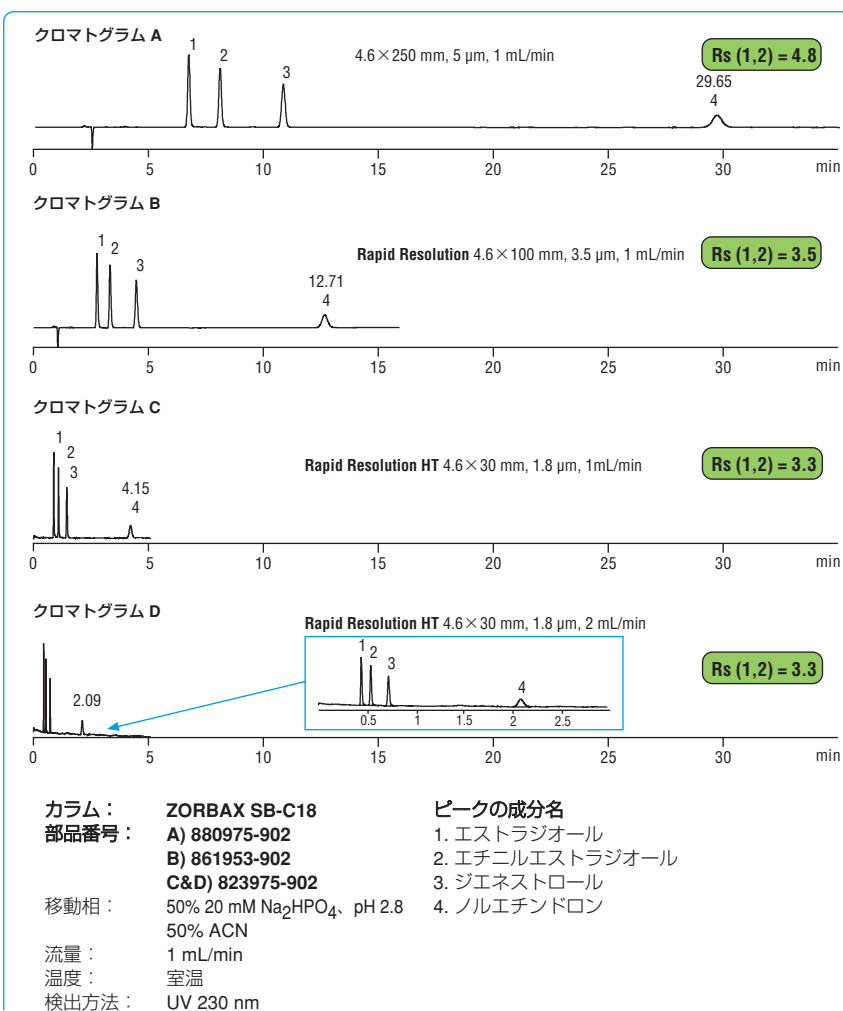 クロマトグラム A
4.6×250 mm, 5 µm, 1 mL/min
Rs (1,2) = 4.8
1
2
3
29.65
4
0 5 10 15 20 25 30 min
クロマトグラム B
Rapid Resolution 4.6×100 mm, 3.5 µm, 1 mL/min
Rs (1,2) = 3.5
1
2
3
12.71
4
0 5 10 15 20 25 30 min
クロマトグラム C
Rapid Resolution HT 4.6×30 mm, 1.8 µm, 1mL/min
Rs (1,2) = 3.3
1
2
3
4.15
4
0 5 10 15 20 25 30 min
クロマトグラム D
Rapid Resolution HT 4.6×30 mm, 1.8 µm, 2 mL/min
Rs (1,2) = 3.3
2.09
1
2
3
4
0.5 1 1.5 2 2.5
0 5 10 15 20 25 30 min
カラム： ZORBAX SB-C18
部品番号： A) 880975-902
B) 861953-902
C&D) 823975-902
移動相： 50% 20 mM Na2HPO4、pH 2.8
50% ACN
流量： 1 mL/min
温度： 室温
検出方法： UV 230 nm
ピークの成分名
1. エストラジオール
2. エチニルエストラジオール
3. ジエネストロール
4. ノルエチンドロン